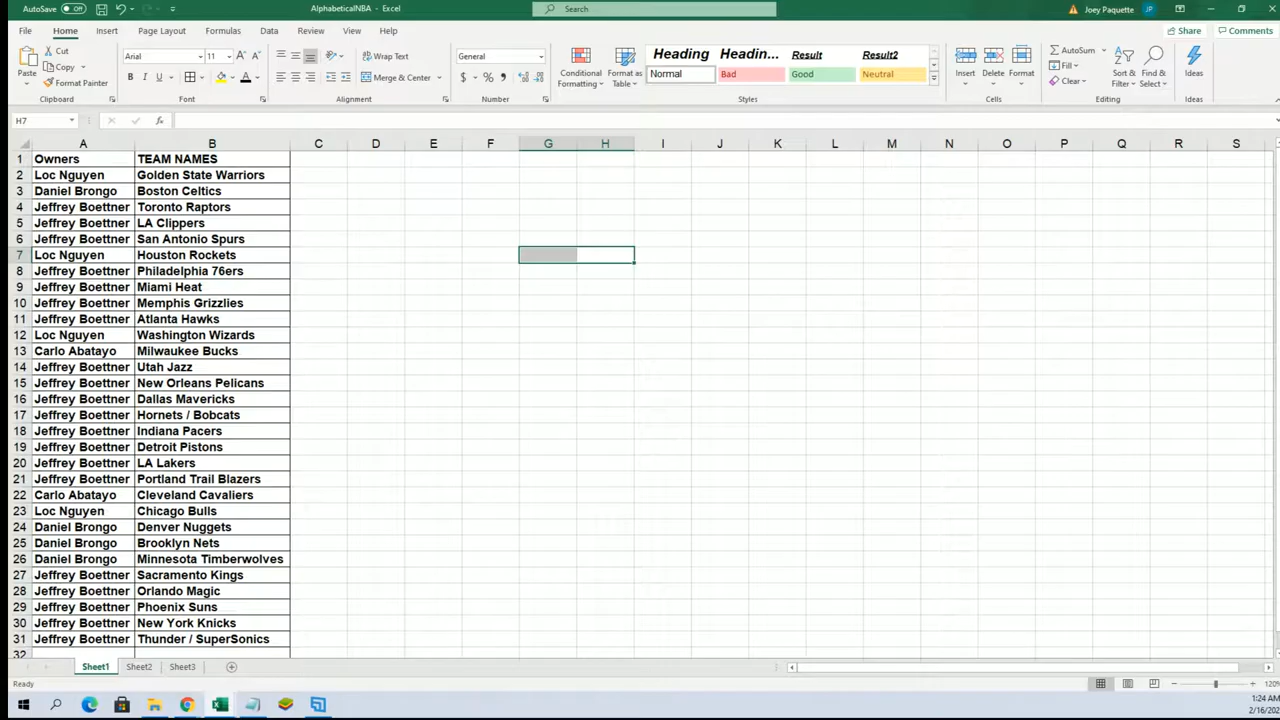 AutoSave Off AlphabeticalNBA - Excel Search Joey Paquette JP
File Home Insert Page Layout Formulas Data Review View Help Share Comments
Cut Copy Format Painter Paste Clipboard
Arial 11 A A B I U A Font
Wrap Text Merge & Center Alignment
General $ % , Number
Conditional Formatting Format as Table
Heading Headin... Result Result2
Normal Bad Good Neutral
Styles
Insert Delete Format Cells
AutoSum Fill Clear Sort & Filter Find & Select Editing
Ideas Ideas
H7 fx
A B C D E F G H I J K L M N O P Q R S
1 Owners TEAM NAMES
2 Loc Nguyen Golden State Warriors
3 Daniel Brongo Boston Celtics
4 Jeffrey Boettner Toronto Raptors
5 Jeffrey Boettner LA Clippers
6 Jeffrey Boettner San Antonio Spurs
7 Loc Nguyen Houston Rockets
8 Jeffrey Boettner Philadelphia 76ers
9 Jeffrey Boettner Miami Heat
10 Jeffrey Boettner Memphis Grizzlies
11 Jeffrey Boettner Atlanta Hawks
12 Loc Nguyen Washington Wizards
13 Carlo Abatayo Milwaukee Bucks
14 Jeffrey Boettner Utah Jazz
15 Jeffrey Boettner New Orleans Pelicans
16 Jeffrey Boettner Dallas Mavericks
17 Jeffrey Boettner Hornets / Bobcats
18 Jeffrey Boettner Indiana Pacers
19 Jeffrey Boettner Detroit Pistons
20 Jeffrey Boettner LA Lakers
21 Jeffrey Boettner Portland Trail Blazers
22 Carlo Abatayo Cleveland Cavaliers
23 Loc Nguyen Chicago Bulls
24 Daniel Brongo Denver Nuggets
25 Daniel Brongo Brooklyn Nets
26 Daniel Brongo Minnesota Timberwolves
27 Jeffrey Boettner Sacramento Kings
28 Jeffrey Boettner Orlando Magic
29 Jeffrey Boettner Phoenix Suns
30 Jeffrey Boettner New York Knicks
31 Jeffrey Boettner Thunder / SuperSonics
32
Sheet1 Sheet2 Sheet3
Ready 120%
1:24 AM
2/16/202